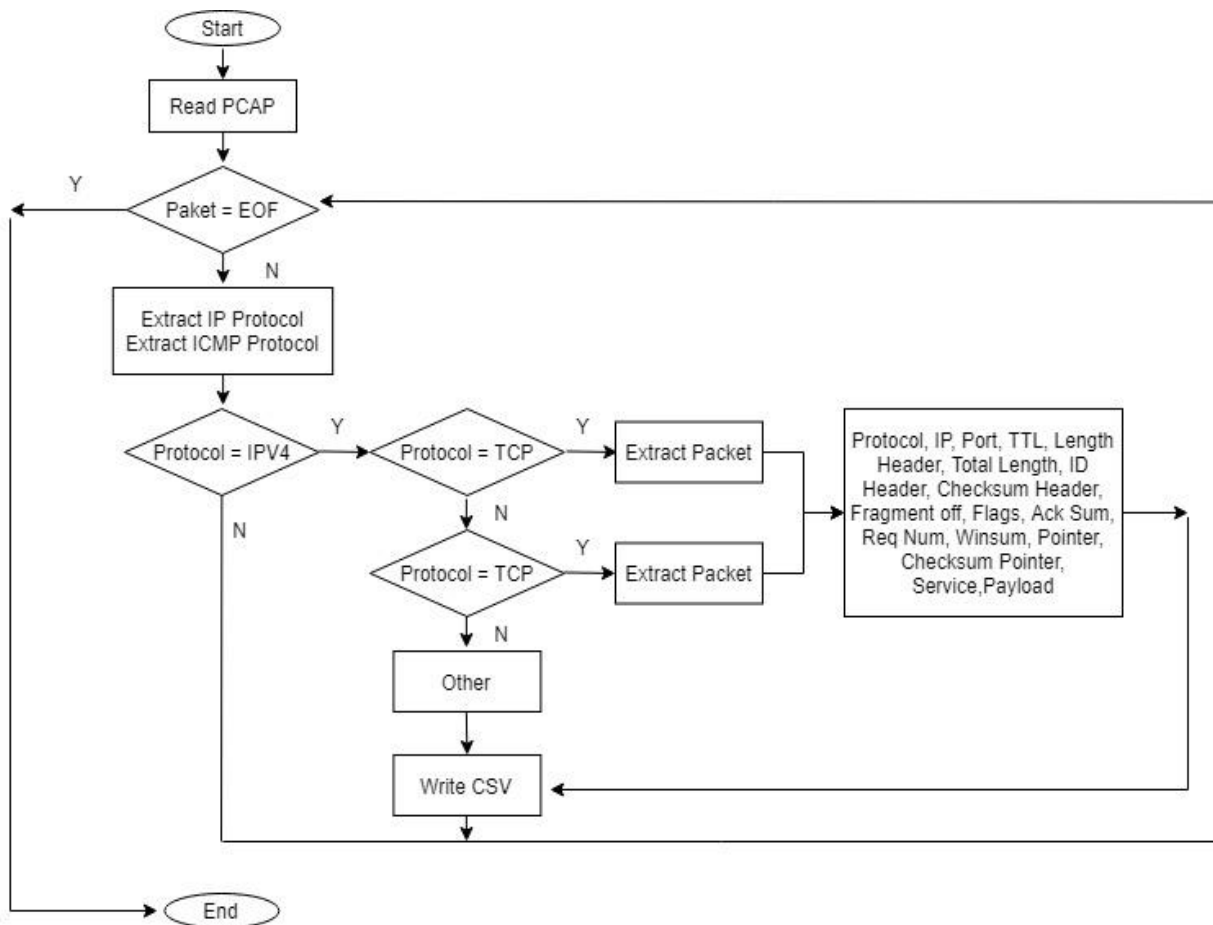 Start
Read PCAP
Y
Paket = EOF
N
Extract IP Protocol
Extract ICMP Protocol
Protocol = IPV4
Y
Protocol = TCP
Y
Extract Packet
Protocol, IP, Port, TTL, Length
Header, Total Length, ID
Header, Checksum Header,
Fragment off, Flags, Ack Sum,
Req Num, Winsum, Pointer,
Checksum Pointer,
Service,Payload
N
N
Protocol = TCP
Y
Extract Packet
N
Other
Write CSV
End